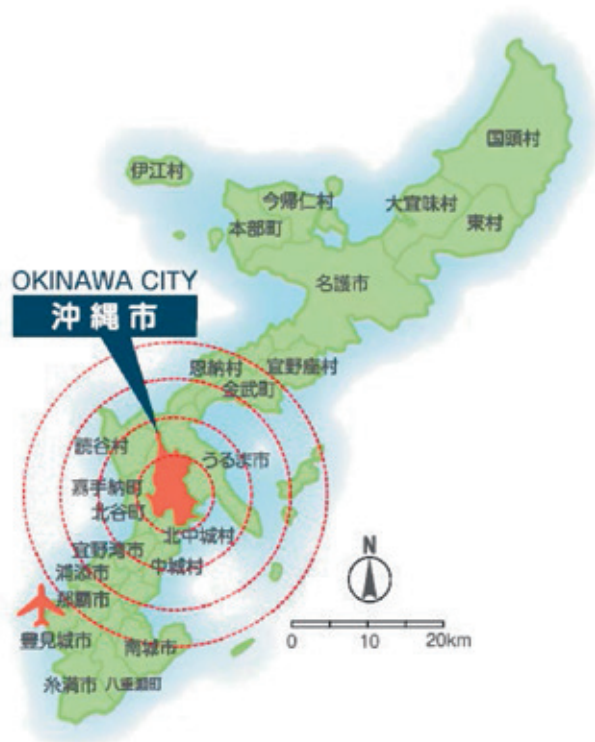 国頭村
伊江村
今帰仁村
大宜味村
本部町
東村
OKINAWA CITY
名護市
沖縄市
恩納村
宜野座村
金武町
読谷村
うるま市
嘉手納町
北谷町
北中城村
宜野湾市
中城村
浦添市
那覇市
豊見城市
南城市
糸満市
八重瀬町
N
0 10 20km